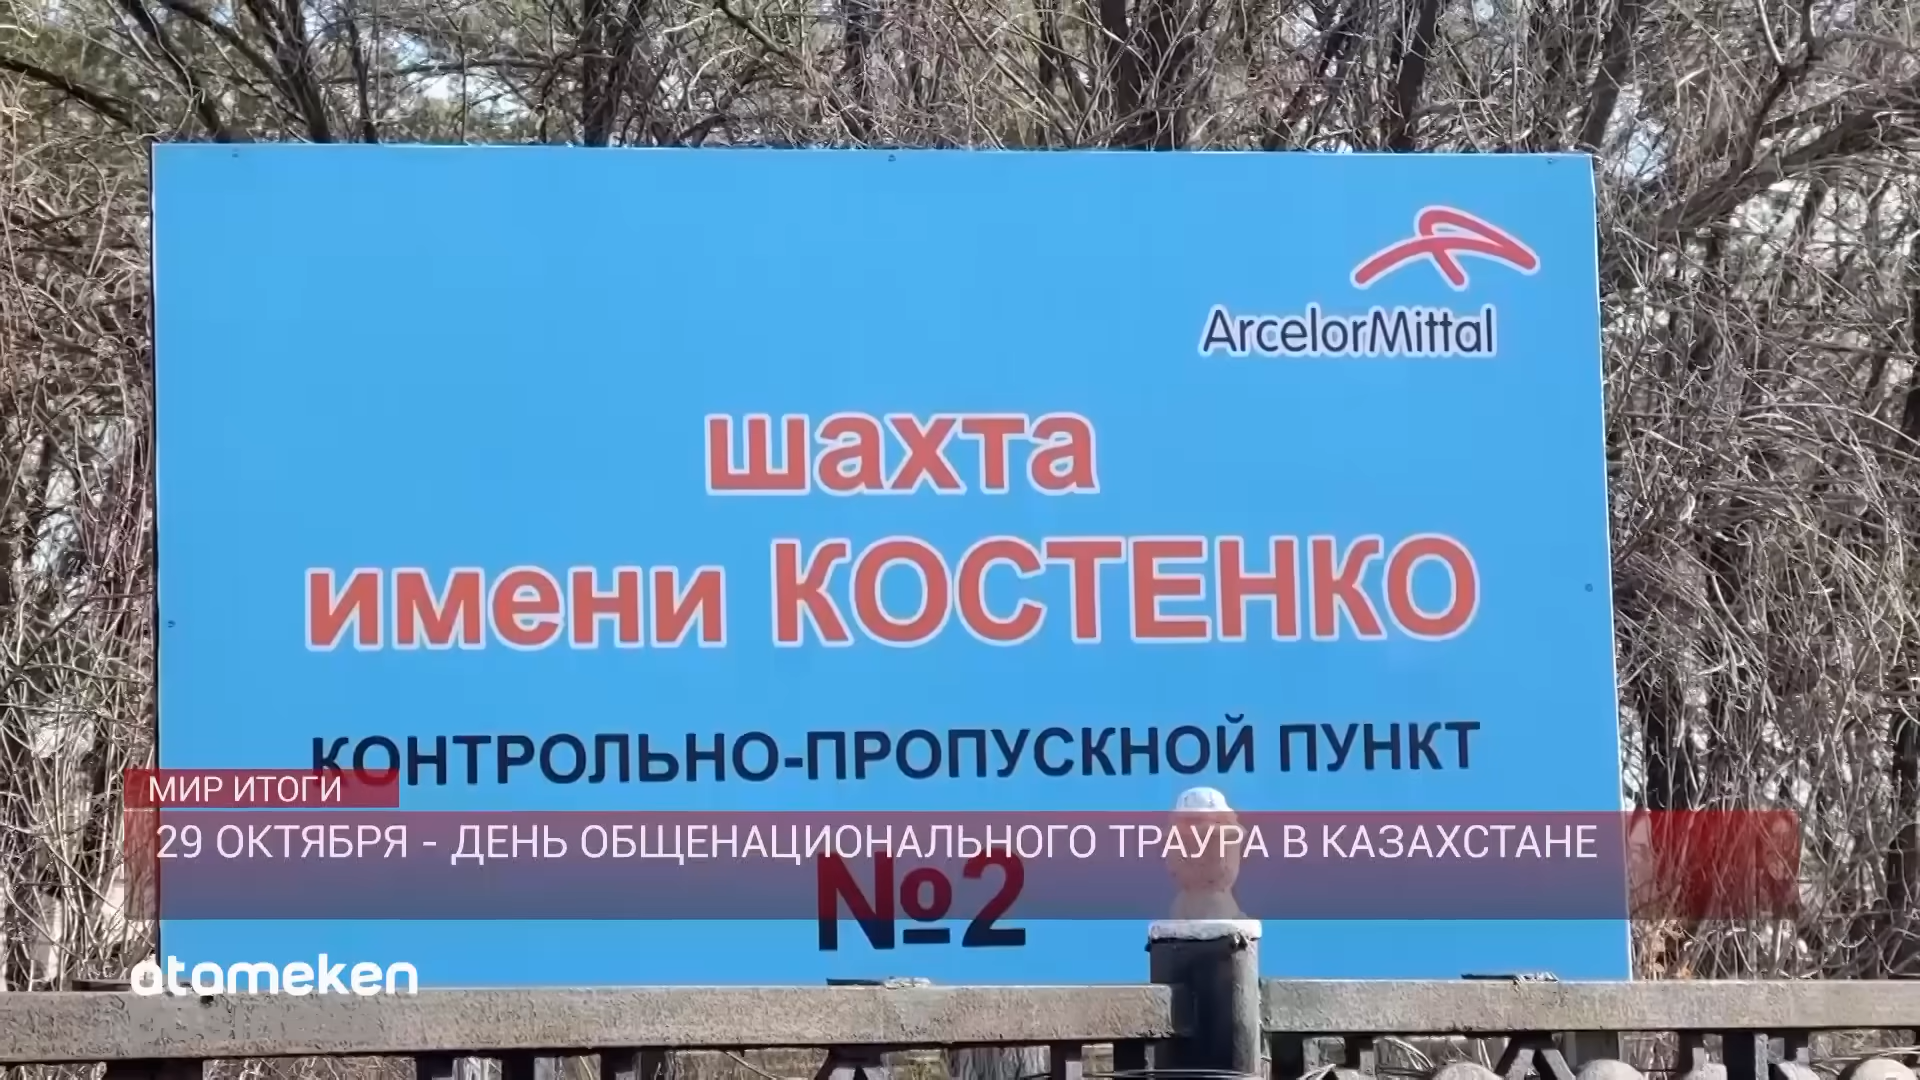 ArcelorMittal
шахта
имени КОСТЕНКО
КОНТРОЛЬНО-ПРОПУСКНОЙ ПУНКТ
№2
МИР ИТОГИ
29 ОКТЯБРЯ - ДЕНЬ ОБЩЕНАЦИОНАЛЬНОГО ТРАУРА В КАЗАХСТАНЕ
atameken